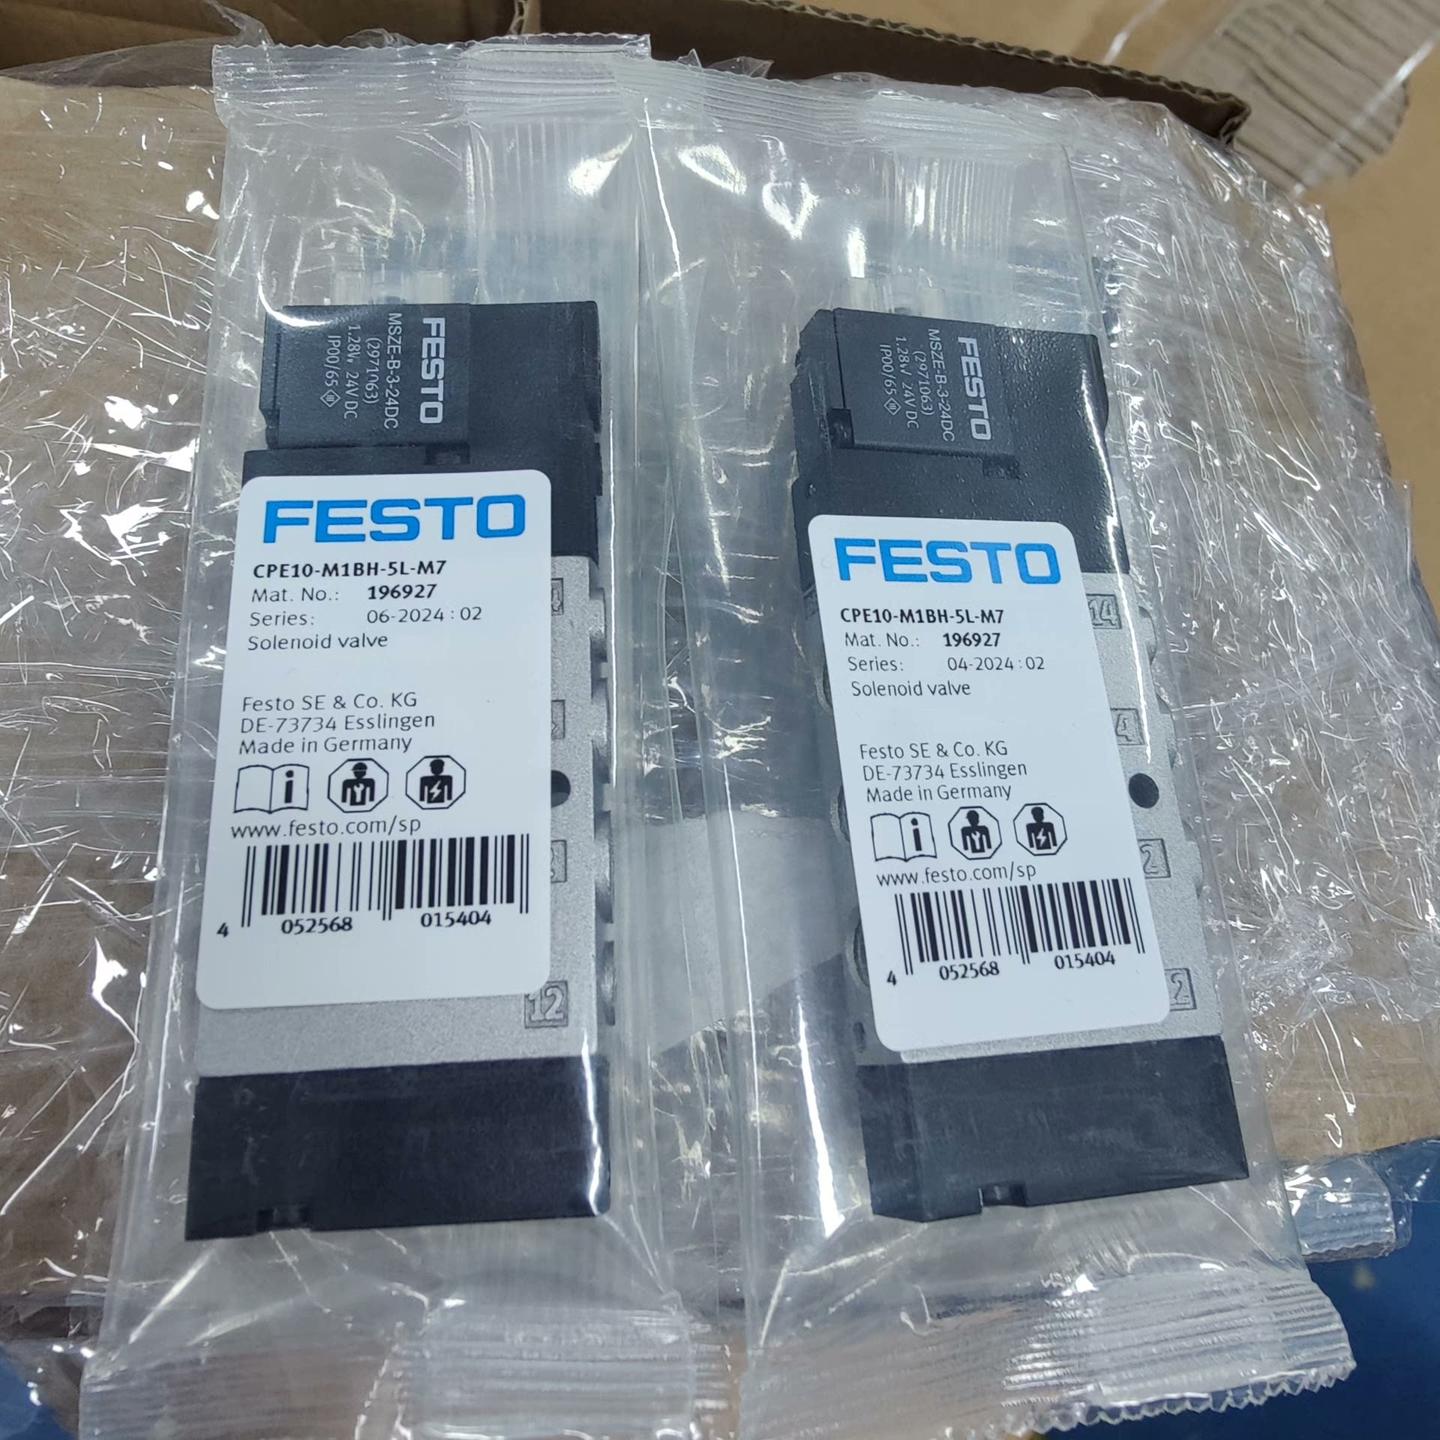 FESTO
MSZE-B-3-24DC
(2971063)
1.28W, 24V DC
IP00/65
FESTO
CPE10-M1BH-5L-M7
Mat. No.: 196927
Series: 06-2024:02
Solenoid valve
Festo SE & Co. KG
DE-73734 Esslingen
Made in Germany
i
www.festo.com/sp
4 052568 015404
12
FESTO
MSZE-B-3-24DC
(2971063)
1.28W 24V DC
IP00/65
FESTO
CPE10-M1BH-5L-M7
Mat. No.: 196927
Series: 04-2024:02
Solenoid valve
Festo SE & Co. KG
DE-73734 Esslingen
Made in Germany
i
www.festo.com/sp
4 052568 015404
14
4
2
2